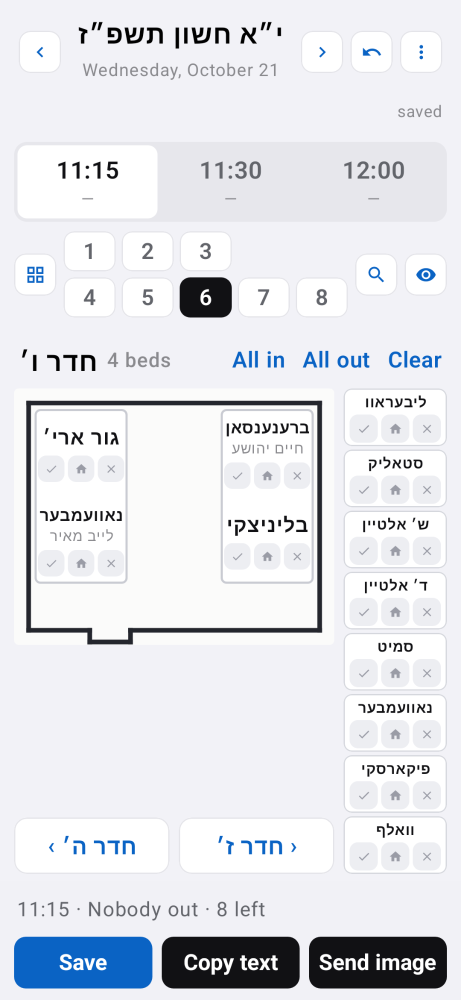 י״א חשון תשפ״ז
Wednesday, October 21
saved
11:15
11:30
12:00
–
–
–
1
2
3
4
5
6
7
8
חדר ו׳
4 beds
All in
All out
Clear
גור ארי׳
נאוועמבער
לייב מאיר
ברענענסאן
חיים יהושע
בליניצקי
ליבעראוו
סטאליק
ש׳ אלטיין
ד׳ אלטיין
סמיט
נאוועמבער
פיקארסקי
וואלף
‹ חדר ה׳
חדר ז׳ ›
11:15 · Nobody out · 8 left
Save
Copy text
Send image